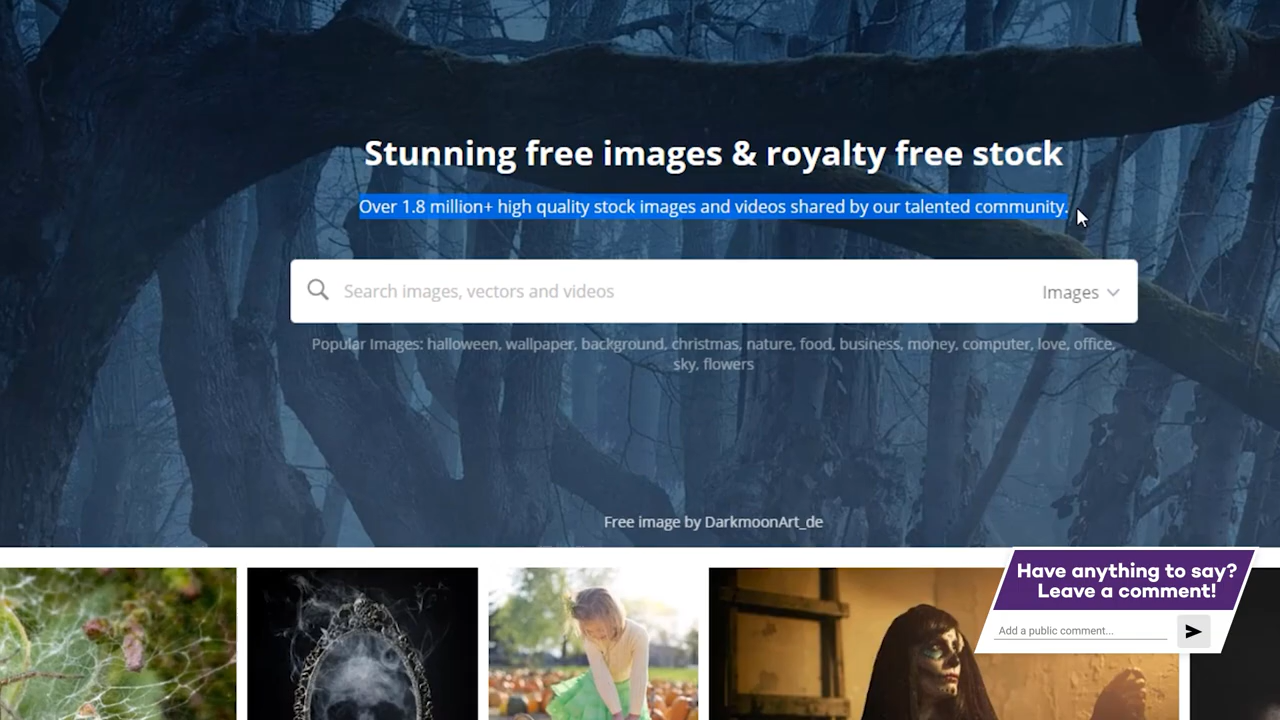 Stunning free images & royalty free stock
Over 1.8 million+ high quality stock images and videos shared by our talented community.
Search images, vectors and videos
Images
Popular Images: halloween, wallpaper, background, christmas, nature, food, business, money, computer, love, office,
sky, flowers
Free image by DarkmoonArt_de
Have anything to say?
Leave a comment!
Add a public comment...